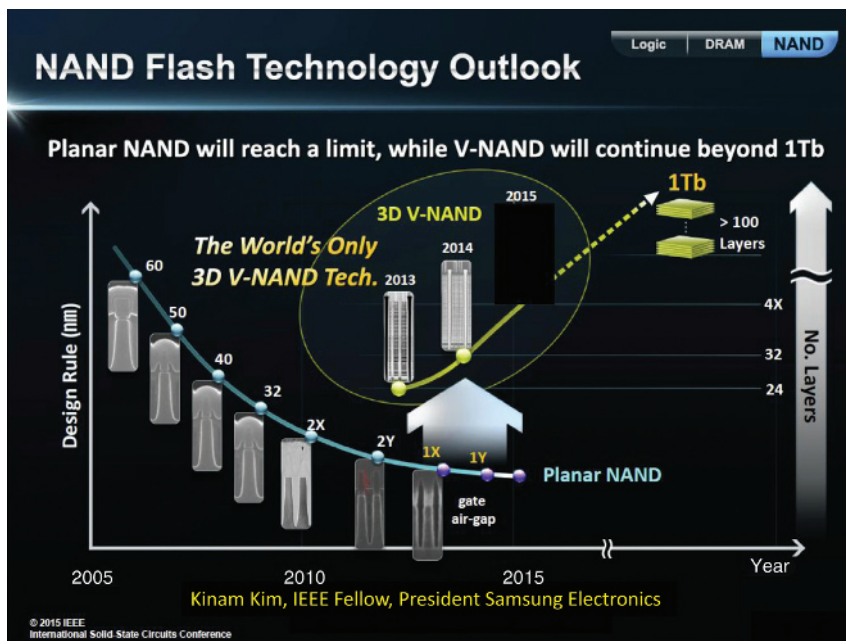 Logic DRAM NAND
NAND Flash Technology Outlook
Planar NAND will reach a limit, while V-NAND will continue beyond 1Tb
3D V-NAND
2015
1Tb
> 100
Layers
The World's Only
3D V-NAND Tech.
2014
2013
60
50
40
32
2X
2Y
1X
1Y
4X
32
24
Design Rule (nm)
No. Layers
Planar NAND
gate
air-gap
2005
2010
2015
Year
Kinam Kim, IEEE Fellow, President Samsung Electronics
© 2015 IEEE
International Solid-State Circuits Conference